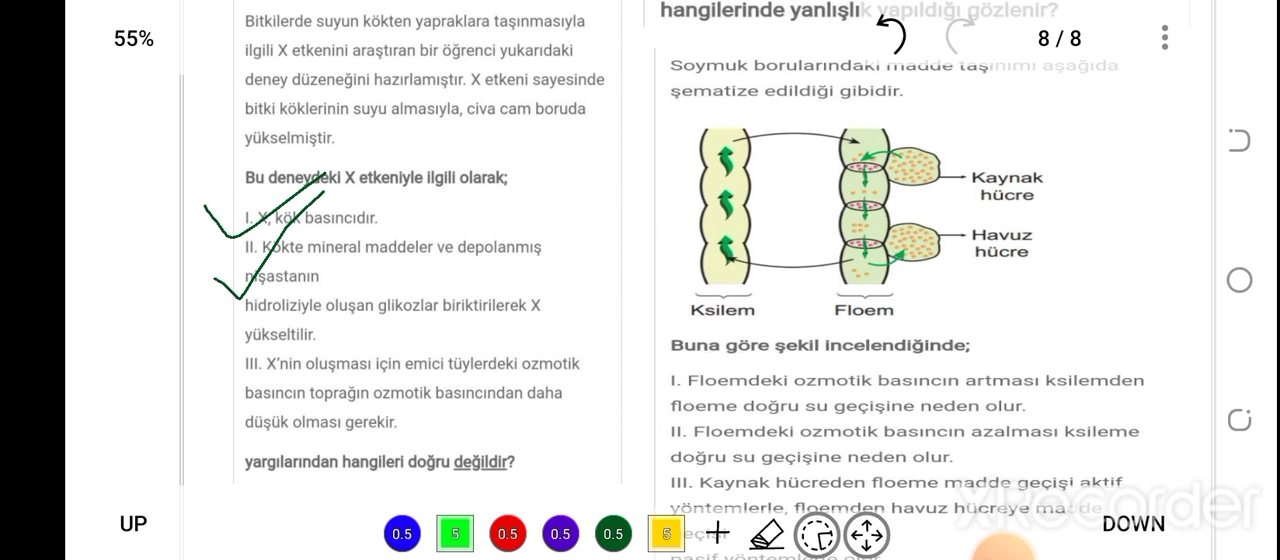 55%
Bitkilerde suyun kökten yapraklara taşınmasıyla
ilgili X etkenini araştıran bir öğrenci yukarıdaki
deney düzeneğini hazırlamıştır. X etkeni sayesinde
bitki köklerinin suyu almasıyla, civa cam boruda
yükselmiştir.
Bu deneydeki X etkeniyle ilgili olarak;
I. X, kök basıncıdır.
II. Kökte mineral maddeler ve depolanmış
nişastanın
hidroliziyle oluşan glikozlar biriktirilerek X
yükseltilir.
III. X'nin oluşması için emici tüylerdeki ozmotik
basıncın toprağın ozmotik basıncından daha
düşük olması gerekir.
yargılarından hangileri doğru değildir?
hangilerinde yanlışlık yapıldığı gözlenir?
8 / 8
Soymuk borularındaki madde taşınımı aşağıda
şematize edildiği gibidir.
Kaynak
hücre
Havuz
hücre
Ksilem
Floem
Buna göre şekil incelendiğinde;
I. Floemdeki ozmotik basıncın artması ksilemden
floeme doğru su geçişine neden olur.
II. Floemdeki ozmotik basıncın azalması ksileme
doğru su geçişine neden olur.
III. Kaynak hücreden floeme madde geçişi aktif
yöntemlerle, floemden havuz hücreye madde
geçişi
pasif yöntemlerle olur.
XRecorder
UP
0.5
5
0.5
0.5
0.5
5
DOWN